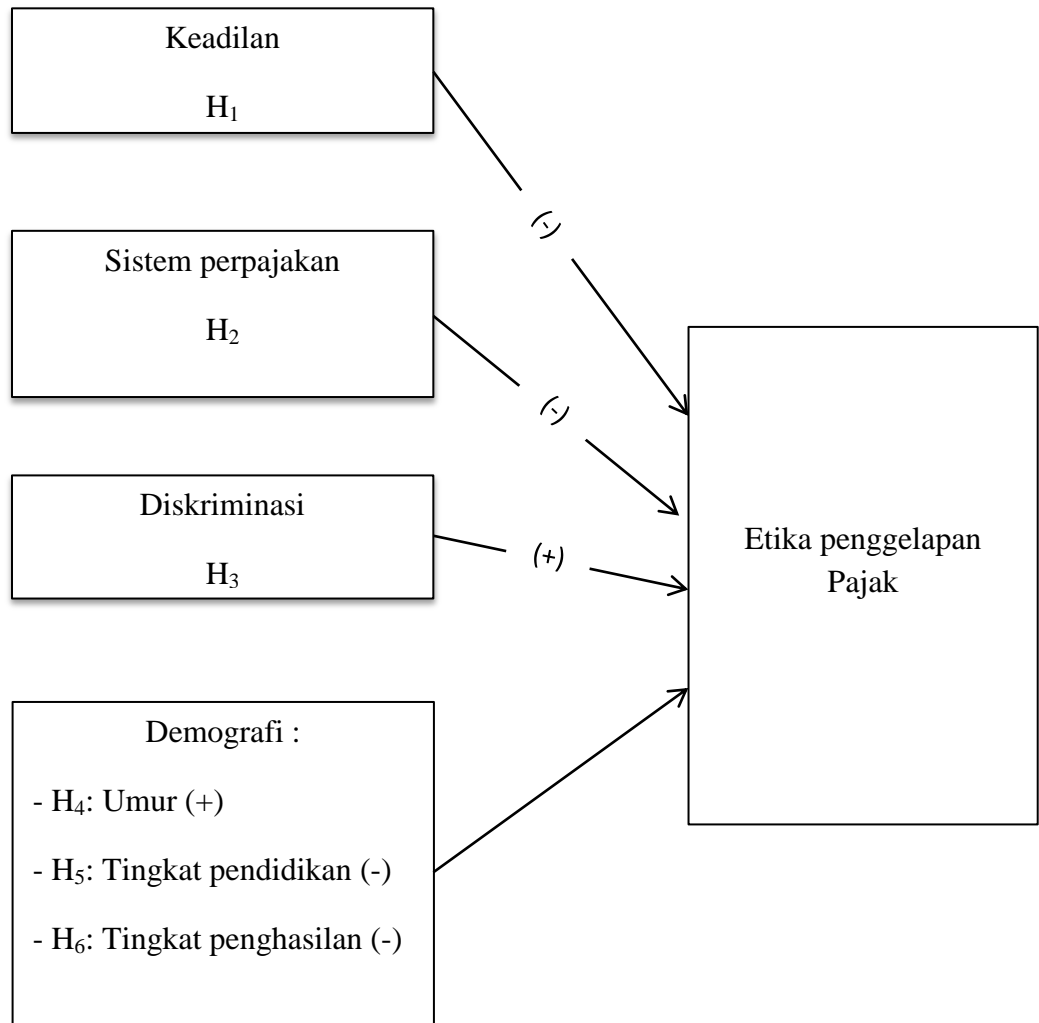 Keadilan
H₁
(-)
Sistem perpajakan
H₂
(-)
Diskriminasi
H₃
(+)
Etika penggelapan
Pajak
Demografi :
- H₄: Umur (+)
- H₅: Tingkat pendidikan (-)
- H₆: Tingkat penghasilan (-)